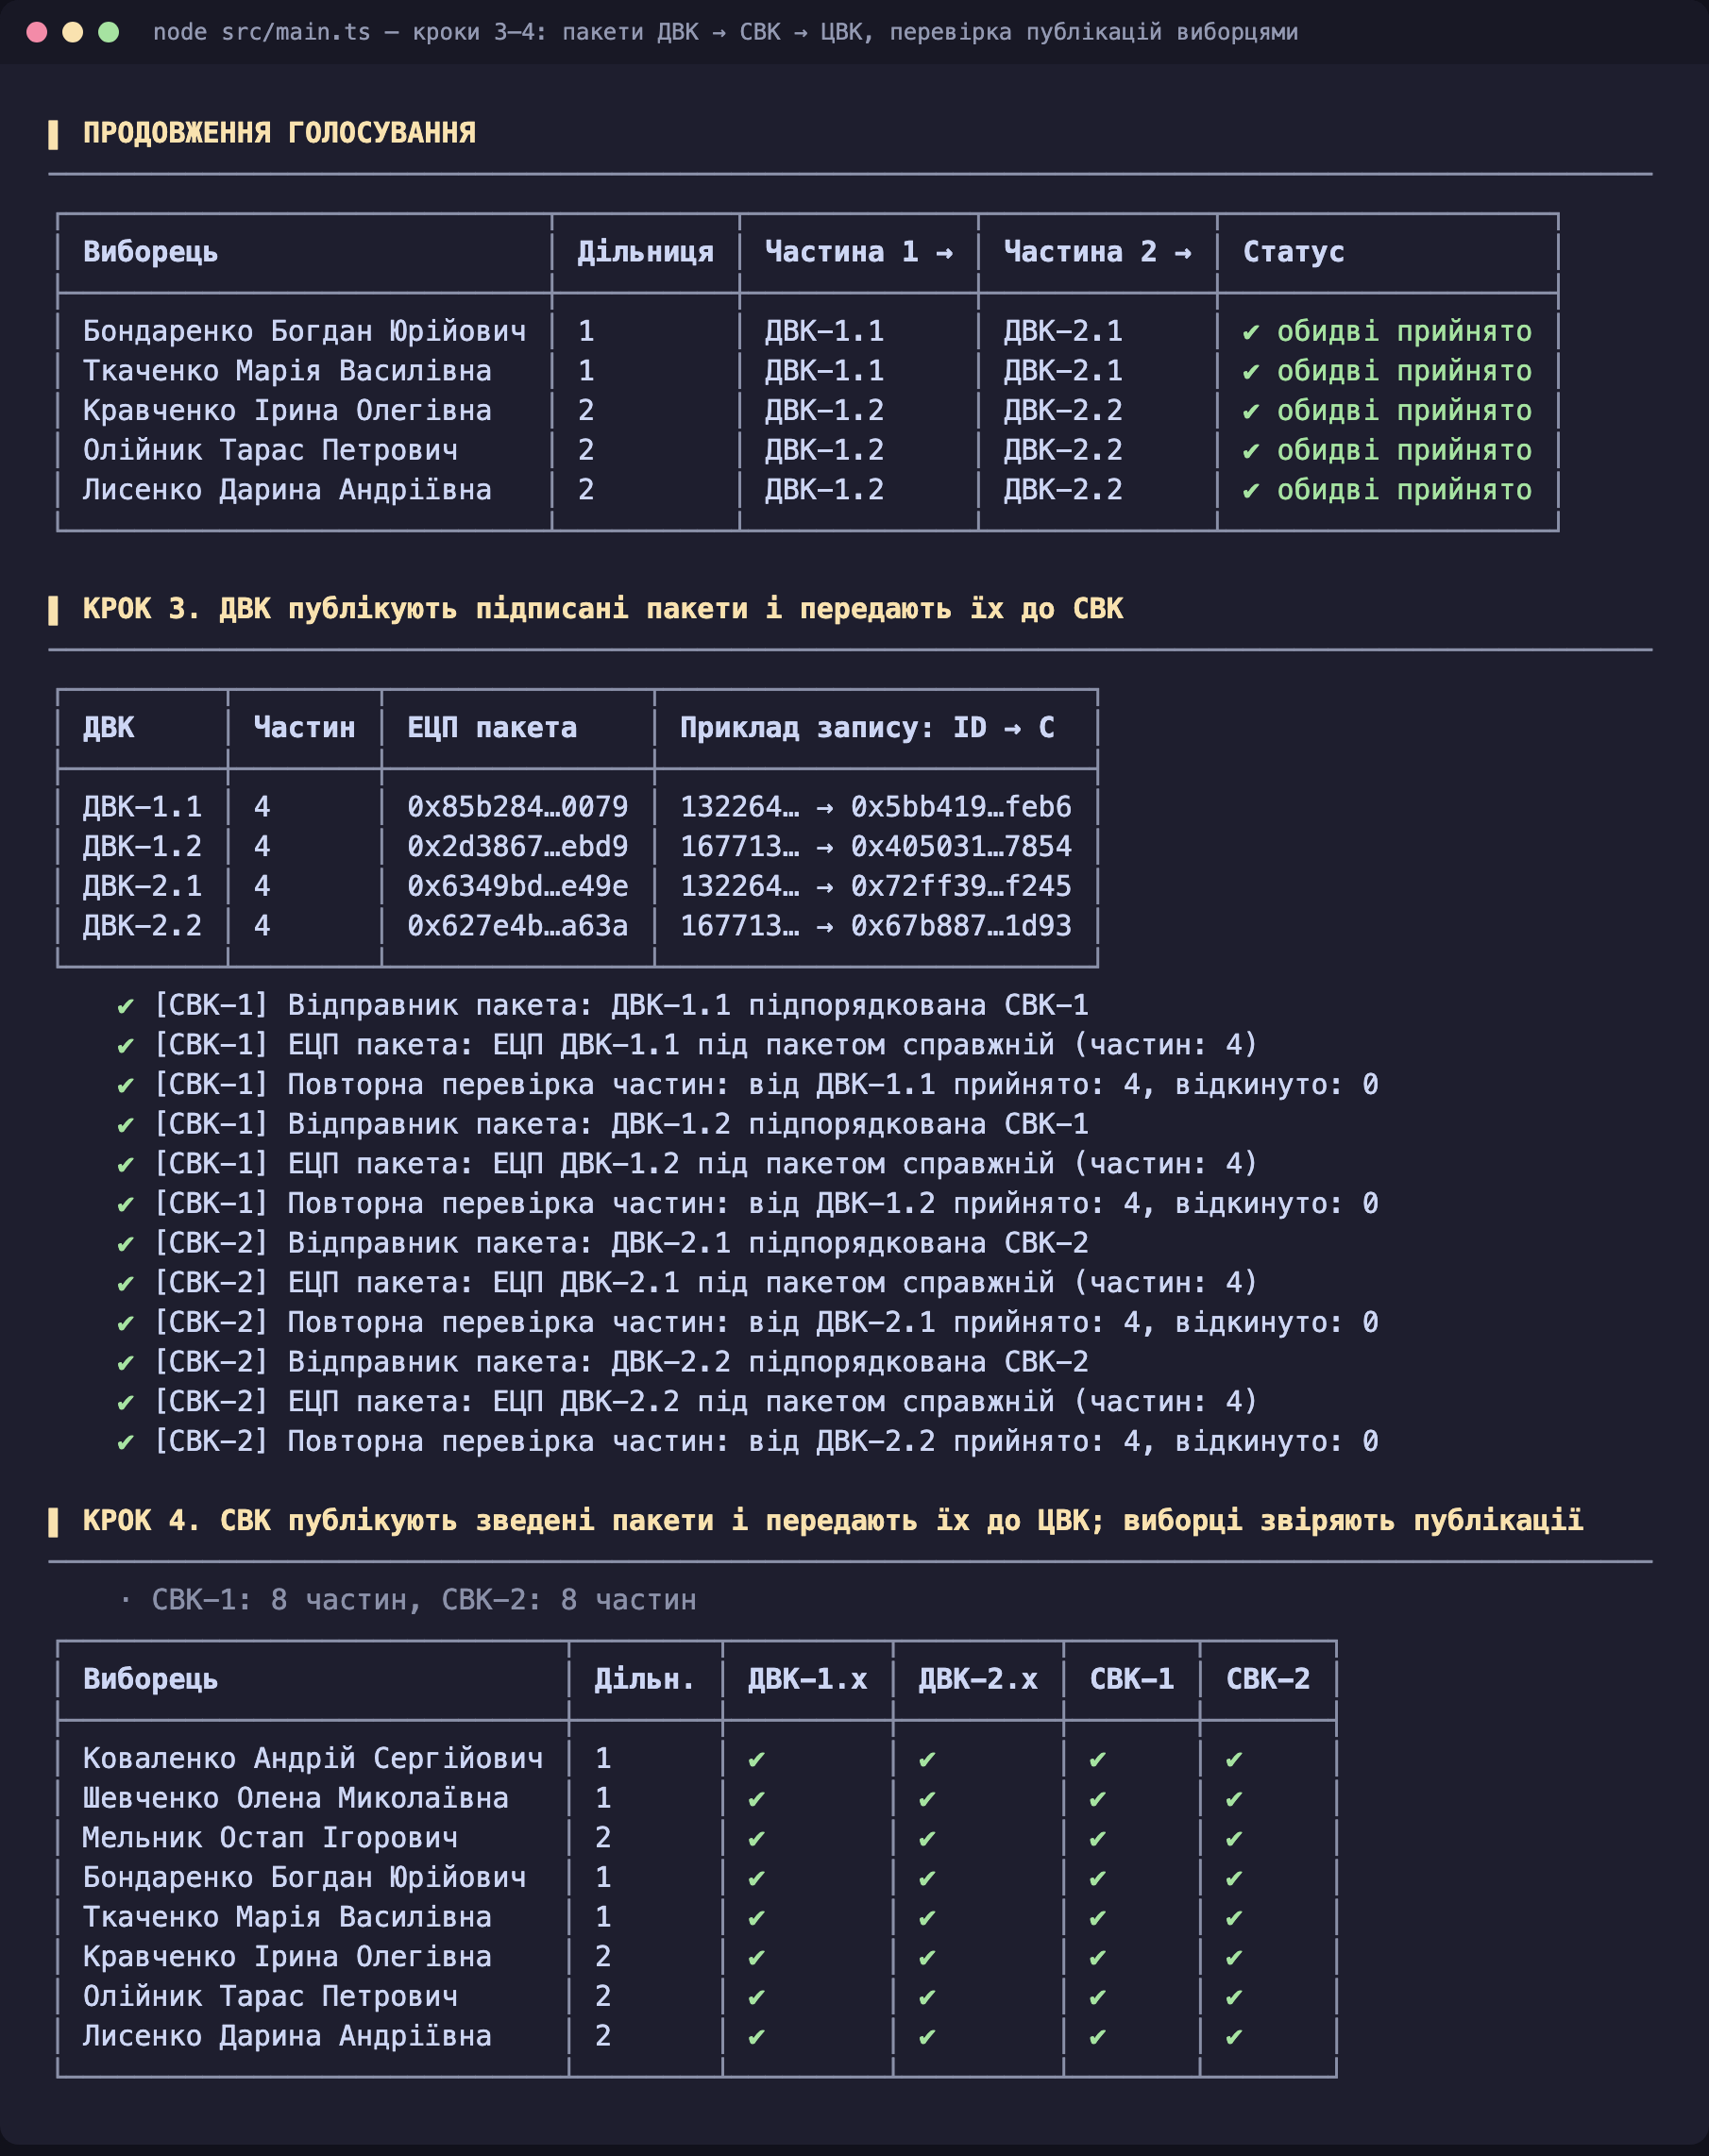 node src/main.ts — кроки 3–4: пакети ДВК → СВК → ЦВК, перевірка публікацій виборцями
ПРОДОВЖЕННЯ ГОЛОСУВАННЯ
Виборець Дільниця Частина 1 → Частина 2 → Статус
Бондаренко Богдан Юрійович 1 ДВК-1.1 ДВК-2.1 ✔ обидві прийнято
Ткаченко Марія Василівна 1 ДВК-1.1 ДВК-2.1 ✔ обидві прийнято
Кравченко Ірина Олегівна 2 ДВК-1.2 ДВК-2.2 ✔ обидві прийнято
Олійник Тарас Петрович 2 ДВК-1.2 ДВК-2.2 ✔ обидві прийнято
Лисенко Дарина Андріївна 2 ДВК-1.2 ДВК-2.2 ✔ обидві прийнято
КРОК 3. ДВК публікують підписані пакети і передають їх до СВК
ДВК Частин ЕЦП пакета Приклад запису: ID → C
ДВК-1.1 4 0x85b284…0079 132264… → 0x5bb419…feb6
ДВК-1.2 4 0x2d3867…ebd9 167713… → 0x405031…7854
ДВК-2.1 4 0x6349bd…e49e 132264… → 0x72ff39…f245
ДВК-2.2 4 0x627e4b…a63a 167713… → 0x67b887…1d93
✔ [СВК-1] Відправник пакета: ДВК-1.1 підпорядкована СВК-1
✔ [СВК-1] ЕЦП пакета: ЕЦП ДВК-1.1 під пакетом справжній (частин: 4)
✔ [СВК-1] Повторна перевірка частин: від ДВК-1.1 прийнято: 4, відкинуто: 0
✔ [СВК-1] Відправник пакета: ДВК-1.2 підпорядкована СВК-1
✔ [СВК-1] ЕЦП пакета: ЕЦП ДВК-1.2 під пакетом справжній (частин: 4)
✔ [СВК-1] Повторна перевірка частин: від ДВК-1.2 прийнято: 4, відкинуто: 0
✔ [СВК-2] Відправник пакета: ДВК-2.1 підпорядкована СВК-2
✔ [СВК-2] ЕЦП пакета: ЕЦП ДВК-2.1 під пакетом справжній (частин: 4)
✔ [СВК-2] Повторна перевірка частин: від ДВК-2.1 прийнято: 4, відкинуто: 0
✔ [СВК-2] Відправник пакета: ДВК-2.2 підпорядкована СВК-2
✔ [СВК-2] ЕЦП пакета: ЕЦП ДВК-2.2 під пакетом справжній (частин: 4)
✔ [СВК-2] Повторна перевірка частин: від ДВК-2.2 прийнято: 4, відкинуто: 0
КРОК 4. СВК публікують зведені пакети і передають їх до ЦВК; виборці звіряють публікації
· СВК-1: 8 частин, СВК-2: 8 частин
Виборець Дільн. ДВК-1.x ДВК-2.x СВК-1 СВК-2
Коваленко Андрій Сергійович 1 ✔ ✔ ✔ ✔
Шевченко Олена Миколаївна 1 ✔ ✔ ✔ ✔
Мельник Остап Ігорович 2 ✔ ✔ ✔ ✔
Бондаренко Богдан Юрійович 1 ✔ ✔ ✔ ✔
Ткаченко Марія Василівна 1 ✔ ✔ ✔ ✔
Кравченко Ірина Олегівна 2 ✔ ✔ ✔ ✔
Олійник Тарас Петрович 2 ✔ ✔ ✔ ✔
Лисенко Дарина Андріївна 2 ✔ ✔ ✔ ✔